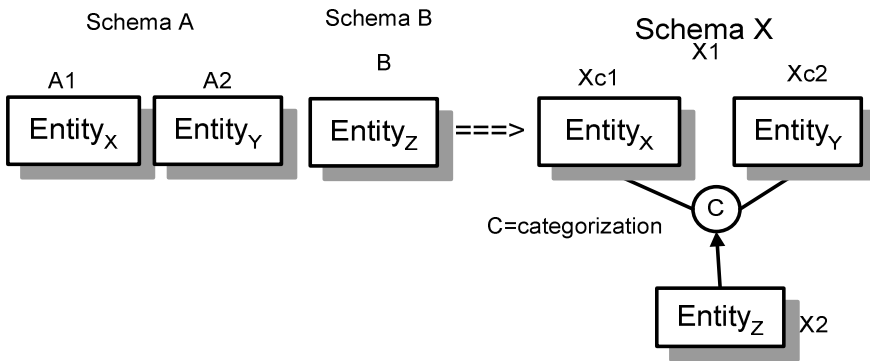 Schema A
Schema B
Schema X
X1
A1
A2
B
Xc1
Xc2
EntityX
EntityY
EntityZ
===>
EntityX
EntityY
C
C=categorization
EntityZ
X2